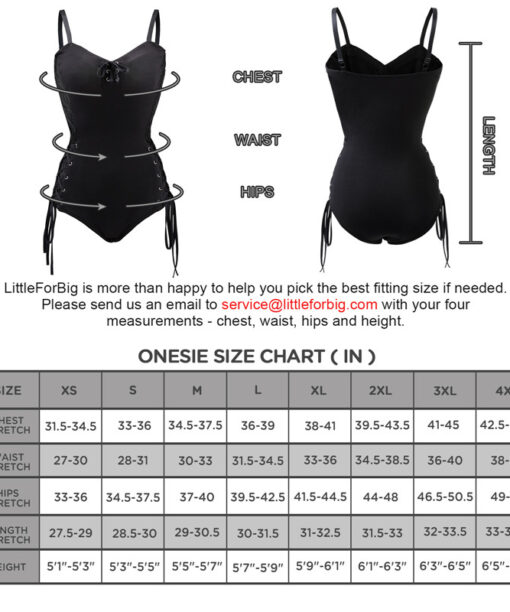 CHEST
WAIST
HIPS
LENGTH
LittleForBig is more than happy to help you pick the best fitting size if needed.
Please send us an email to service@littleforbig.com with your four
measurements - chest, waist, hips and height.
ONESIE SIZE CHART ( IN )
SIZE XS S M L XL 2XL 3XL 4X
HEST 31.5-34.5 33-36 34.5-37.5 36-39 38-41 39.5-43.5 41-45 42.5-
RETCH
WAIST 27-30 28-31 30-33 31.5-34.5 33-36 34.5-38.5 36-40 38-
RETCH
HIPS 33-36 34.5-37.5 37-40 39.5-42.5 41.5-44.5 44-48 46.5-50.5 49-
RETCH
NGTH 27.5-29 28.5-30 29-30.5 30-31.5 31-32.5 31.5-33 32-33.5 33-3
RETCH
EIGHT 5'1"-5'3" 5'3"-5'5" 5'5"-5'7" 5'7"-5'9" 5'9"-6'1" 6'1"-6'3" 6'3"-6'5" 6'5"-